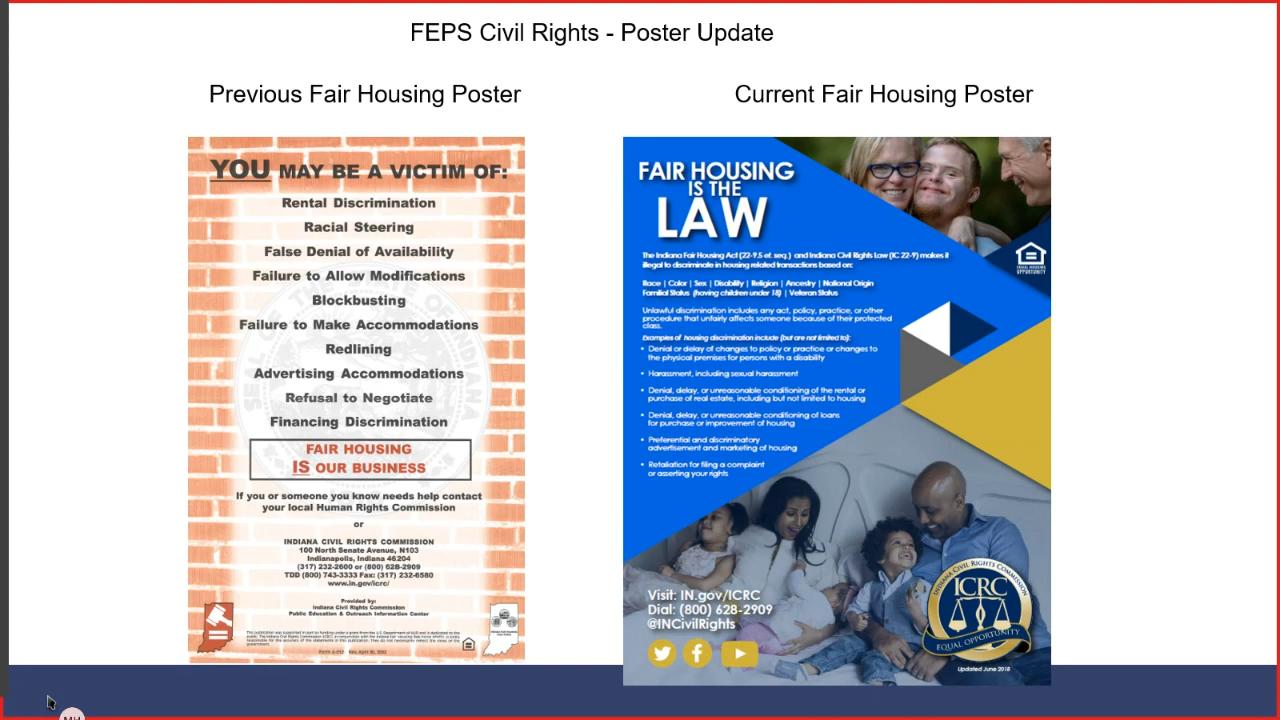 FEPS Civil Rights - Poster Update
Previous Fair Housing Poster
Current Fair Housing Poster
YOU MAY BE A VICTIM OF:
Rental Discrimination
Racial Steering
False Denial of Availability
Failure to Allow Modifications
Blockbusting
Failure to Make Accommodations
Redlining
Advertising Accommodations
Refusal to Negotiate
Financing Discrimination
FAIR HOUSING
IS OUR BUSINESS
If you or someone you know needs help contact
your local Human Rights Commission
or
INDIANA CIVIL RIGHTS COMMISSION
100 North Senate Avenue, N103
Indianapolis, Indiana 46204
(317) 232-2600 or (800) 628-2909
TDD (800) 743-3333 Fax: (317) 232-6580
www.in.gov/icrc/
Provided by:
Indiana Civil Rights Commission
Public Education & Outreach Information Center
FAIR HOUSING
IS THE
LAW
The Indiana Fair Housing Act (22-9.5 et. seq.) and Indiana Civil Rights Law (IC 22-9) makes it
illegal to discriminate in housing related transactions based on:
Race | Color | Sex | Disability | Religion | Ancestry | National Origin
Familial Status (having children under 18) | Veteran Status
Unlawful discrimination includes any act, policy, practice, or other
procedure that unfairly affects someone because of their protected
class.
Examples of housing discrimination include (but are not limited to):
• Denial or delay of changes to policy or practice or changes to
the physical premises for persons with a disability
• Harassment, including sexual harassment
• Denial, delay, or unreasonable conditioning of the rental or
purchase of real estate, including but not limited to housing
• Denial, delay, or unreasonable conditioning of loans
for purchase or improvement of housing
• Preferential and discriminatory
advertisement and marketing of housing
• Retaliation for filing a complaint
or asserting your rights
EQUAL HOUSING
OPPORTUNITY
Visit: IN.gov/ICRC
Dial: (800) 628-2909
@INCivilRights
INDIANA CIVIL RIGHTS COMMISSION
ICRC
EQUAL OPPORTUNITY
Updated June 2018